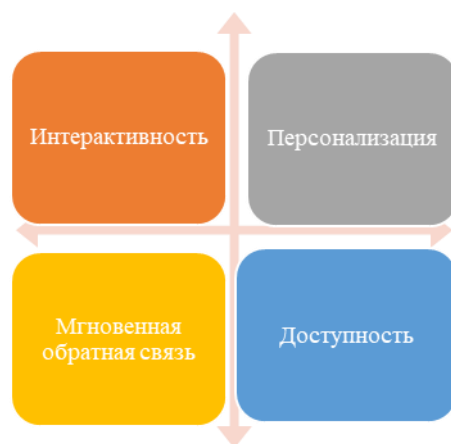 Интерактивность
Персонализация
Мгновенная
обратная связь
Доступность